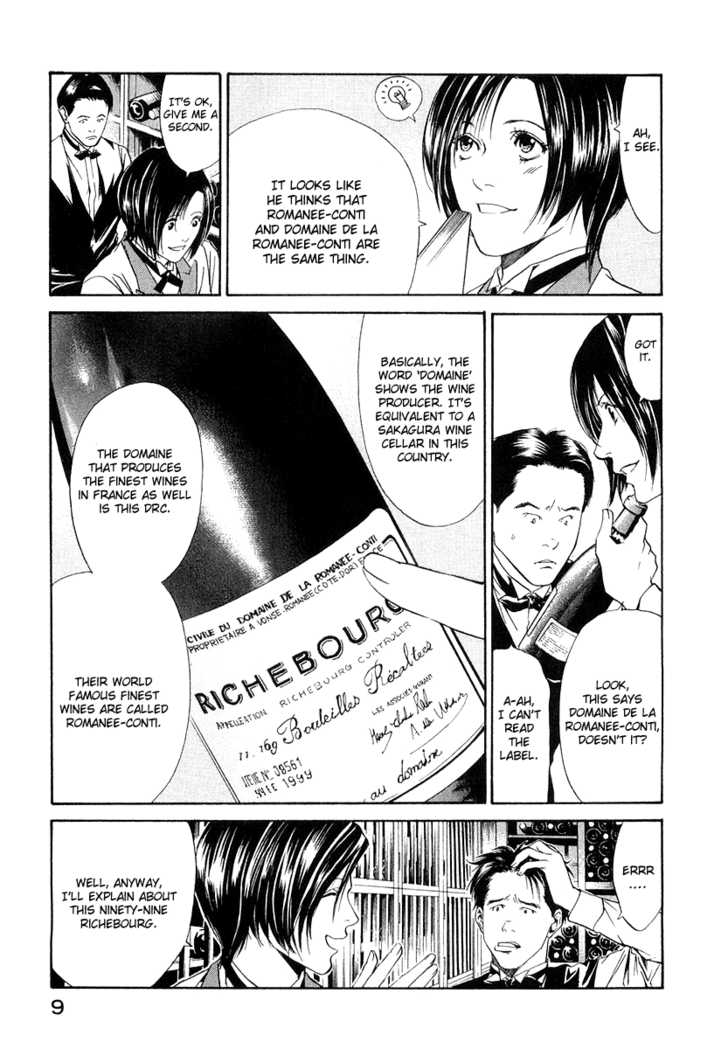 AH,
I SEE.
IT LOOKS LIKE
HE THINKS THAT
ROMANEE-CONTI
AND DOMAINE DE LA
ROMANEE-CONTI ARE
THE SAME THING.
IT'S OK,
GIVE ME A
SECOND.
GOT
IT.
LOOK,
THIS SAYS
DOMAINE DE LA
ROMANEE-CONTI,
DOESN'T IT?
A-AH,
I CAN'T
READ
THE
LABEL.
BASICALLY, THE
WORD 'DOMAINE'
SHOWS THE WINE
PRODUCER. IT'S
EQUIVALENT TO A
SAKAGURA WINE
CELLAR IN THIS
COUNTRY.
THE DOMAINE
THAT PRODUCES
THE FINEST WINES
IN FRANCE AS WELL
IS THIS DRC.
THEIR WORLD
FAMOUS FINEST
WINES ARE CALLED
ROMANEE-CONTI.
CIVILE DU DOMAINE DE LA ROMANEE-CONTI
PROPRIETAIRE A VONSE-ROMANEE(COTE.D'OR)
RICHEBOURG
APPELLATION RICHEBOURG CONTROLER
11.169 Bouteilles Récoltées
LES ASSOCIES
Nº 08561
1999
au domaine
ERRR
....
WELL, ANYWAY,
I'LL EXPLAIN ABOUT
THIS NINETY-NINE
RICHEBOURG.
9